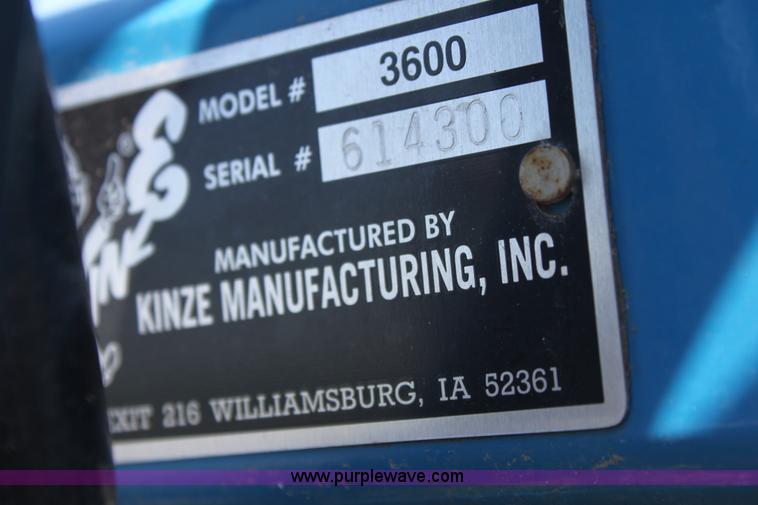 MODEL # 3600
SERIAL # 614300
MANUFACTURED BY
KINZE MANUFACTURING, INC.
EXIT 216 WILLIAMSBURG, IA 52361
www.purplewave.com